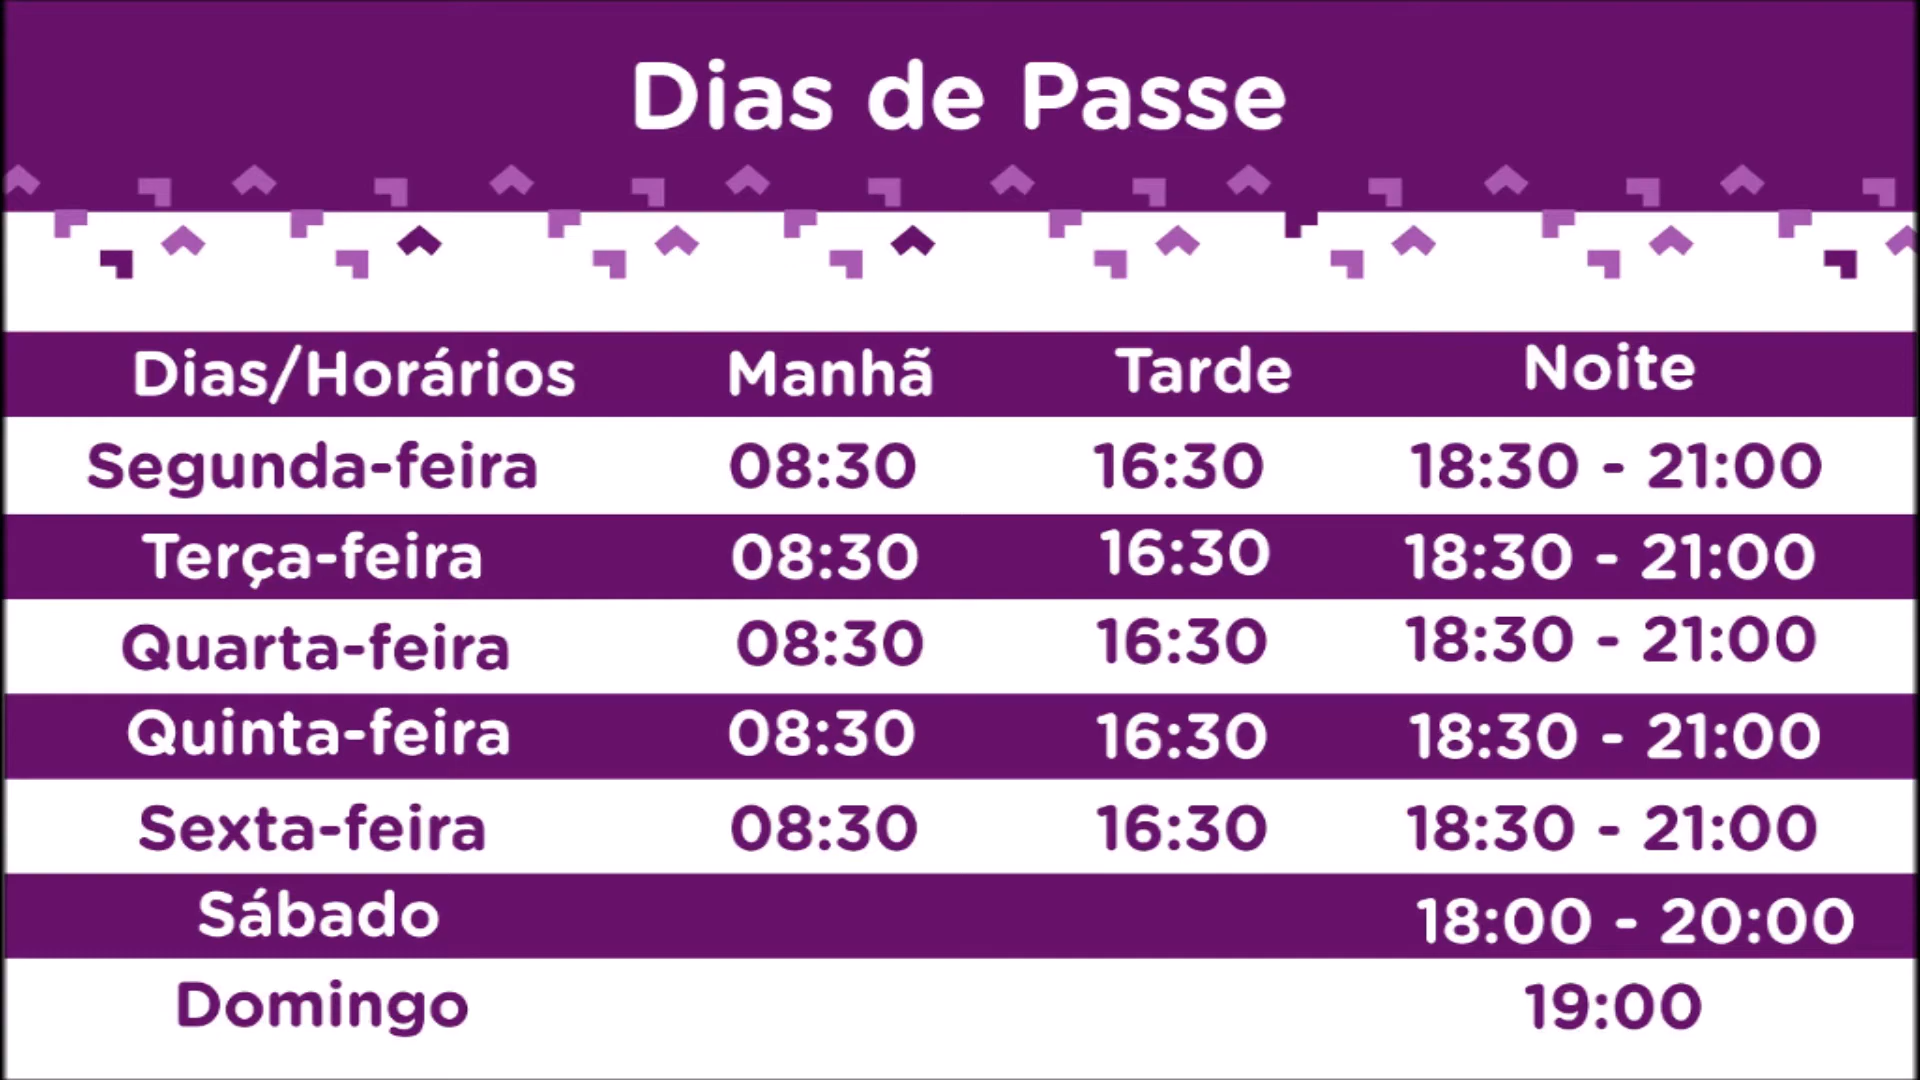 Dias de Passe
Dias/Horários Manhã Tarde Noite
Segunda-feira 08:30 16:30 18:30 - 21:00
Terça-feira 08:30 16:30 18:30 - 21:00
Quarta-feira 08:30 16:30 18:30 - 21:00
Quinta-feira 08:30 16:30 18:30 - 21:00
Sexta-feira 08:30 16:30 18:30 - 21:00
Sábado 18:00 - 20:00
Domingo 19:00